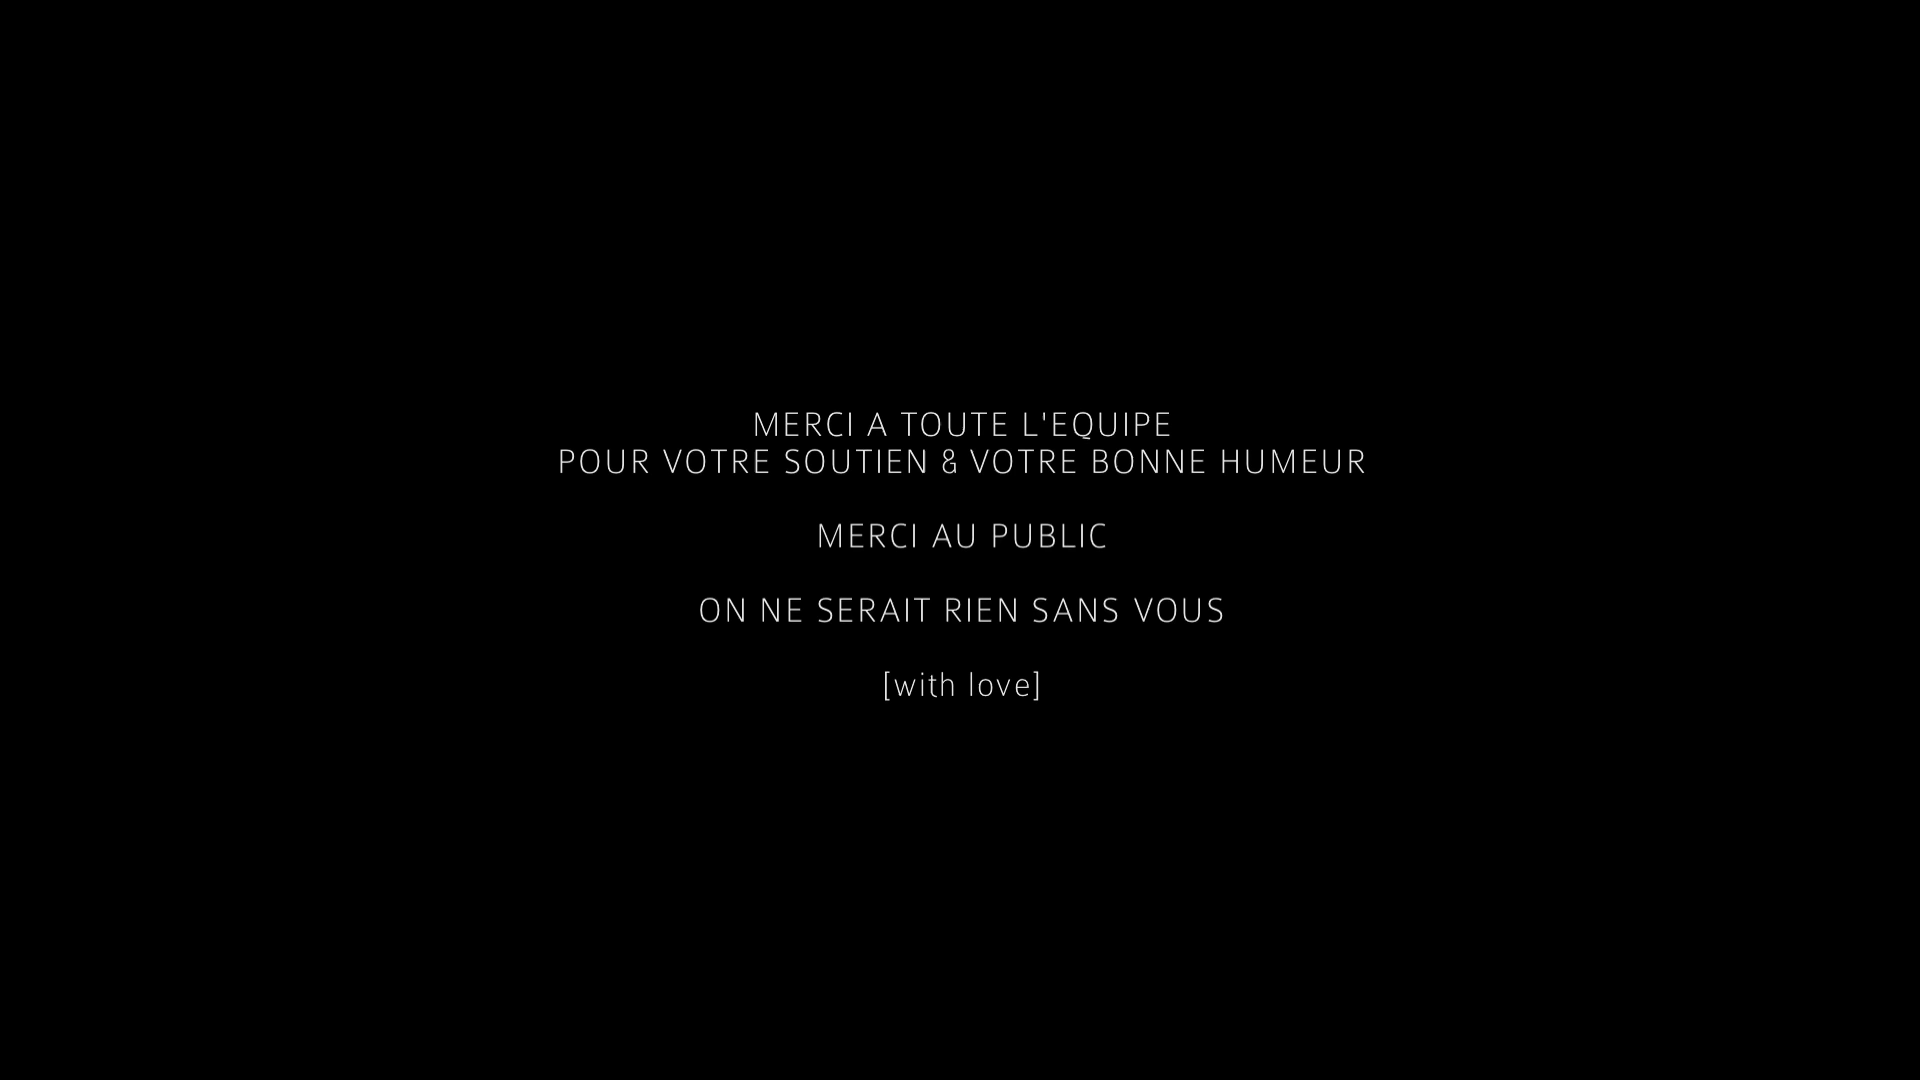 MERCI A TOUTE L'EQUIPE
POUR VOTRE SOUTIEN & VOTRE BONNE HUMEUR
MERCI AU PUBLIC
ON NE SERAIT RIEN SANS VOUS
[with love]